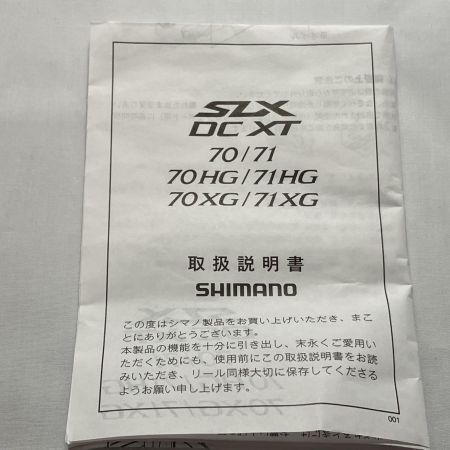 SLX
DC XT
70/71
70HG/71HG
70XG/71XG
取扱説明書
SHIMANO
この度はシマノ製品をお買い上げいただき、まこ
とにありがとうございます。
本製品の機能を十分に引き出し、末永くご愛用い
ただくためにも、使用前にこの取扱説明書をお読
みいただき、リール同様大切に保存してくださる
ようお願い申し上げます。
001